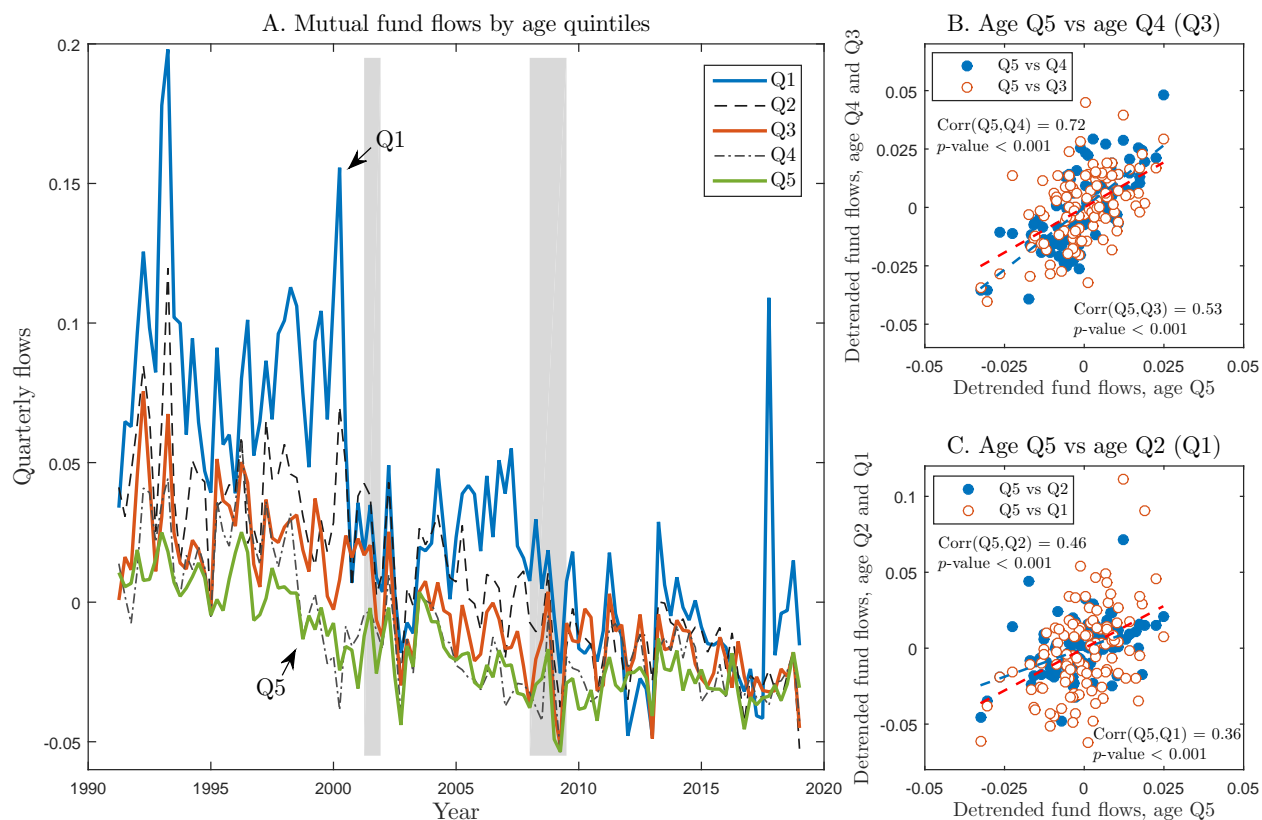 A. Mutual fund flows by age quintiles
0.2
0.15
0.1
0.05
0
-0.05
1990
1995
2000
2005
2010
2015
2020
Quarterly flows
Year
Q1
Q2
Q3
Q4
Q5
Q1
Q5
B. Age Q5 vs age Q4 (Q3)
Q5 vs Q4
Q5 vs Q3
Corr(Q5,Q4) = 0.72
p-value < 0.001
Corr(Q5,Q3) = 0.53
p-value < 0.001
0.05
0.025
0
-0.025
-0.05
-0.05
-0.025
0
0.025
0.05
Detrended fund flows, age Q4 and Q3
Detrended fund flows, age Q5
C. Age Q5 vs age Q2 (Q1)
Q5 vs Q2
Q5 vs Q1
Corr(Q5,Q2) = 0.46
p-value < 0.001
Corr(Q5,Q1) = 0.36
p-value < 0.001
0.1
0.05
0
-0.05
-0.05
-0.025
0
0.025
0.05
Detrended fund flows, age Q2 and Q1
Detrended fund flows, age Q5